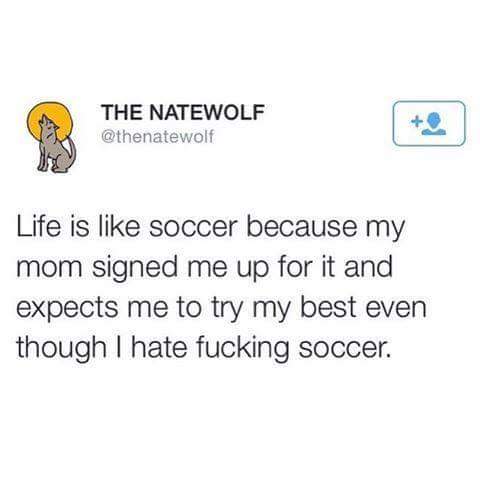 THE NATEWOLF
@thenatewolf
Life is like soccer because my
mom signed me up for it and
expects me to try my best even
though I hate fucking soccer.